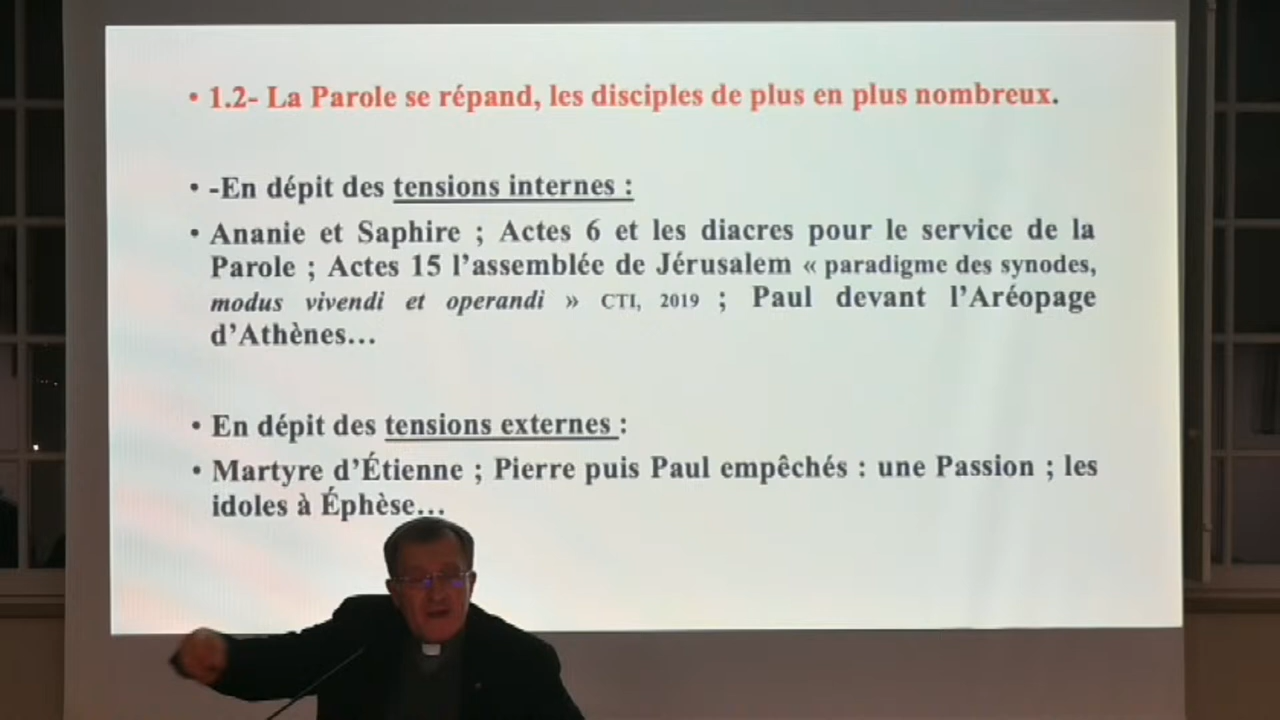 • 1.2- La Parole se répand, les disciples de plus en plus nombreux.
• -En dépit des tensions internes :
• Ananie et Saphire ; Actes 6 et les diacres pour le service de la
Parole ; Actes 15 l’assemblée de Jérusalem « paradigme des synodes,
modus vivendi et operandi » CTI, 2019 ; Paul devant l’Aréopage
d’Athènes…
• En dépit des tensions externes :
• Martyre d’Étienne ; Pierre puis Paul empêchés : une Passion ; les
idoles à Éphèse…